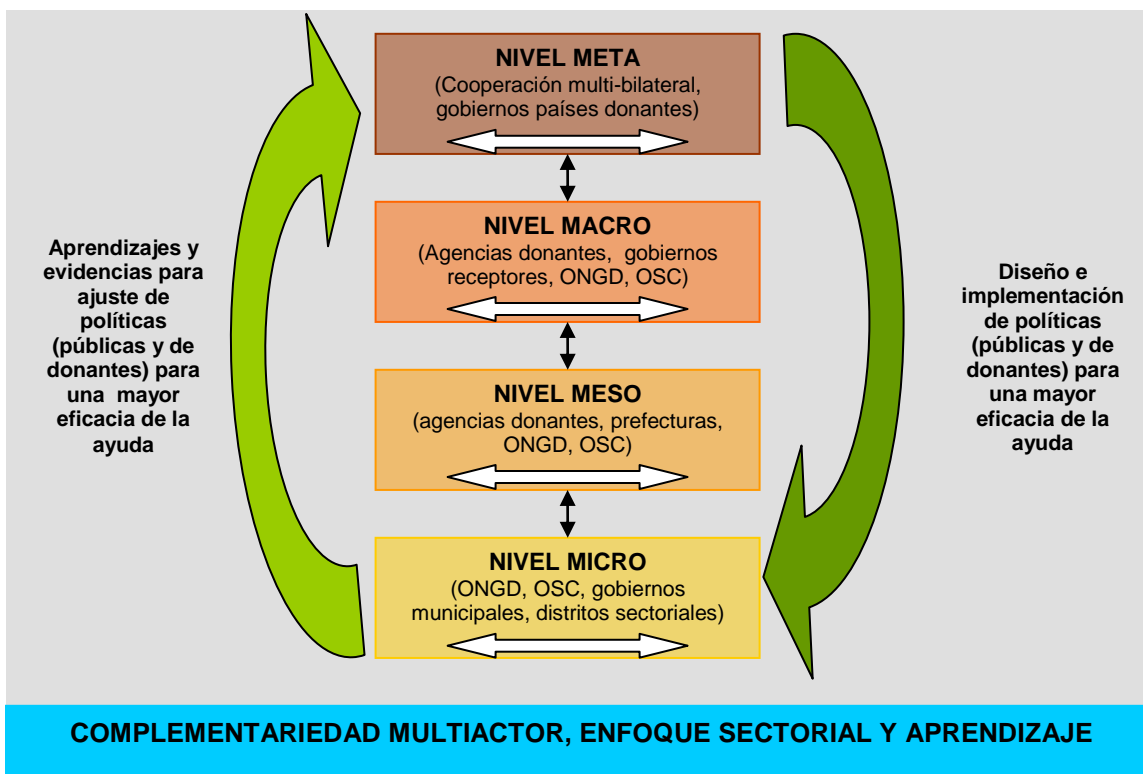 NIVEL META
(Cooperación multi-bilateral,
gobiernos países donantes)
NIVEL MACRO
(Agencias donantes, gobiernos
receptores, ONGD, OSC)
NIVEL MESO
(agencias donantes, prefecturas,
ONGD, OSC)
NIVEL MICRO
(ONGD, OSC, gobiernos
municipales, distritos sectoriales)
Aprendizajes y
evidencias para
ajuste de
políticas
(públicas y de
donantes) para
una mayor
eficacia de la
ayuda
Diseño e
implementación
de políticas
(públicas y de
donantes) para
una mayor
eficacia de la
ayuda
COMPLEMENTARIEDAD MULTIACTOR, ENFOQUE SECTORIAL Y APRENDIZAJE